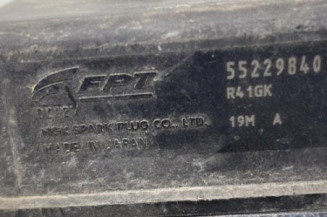 FPT
55229840
R41GK
19M A
NGK SPARK PLUG CO., LTD.
MADE IN JAPAN